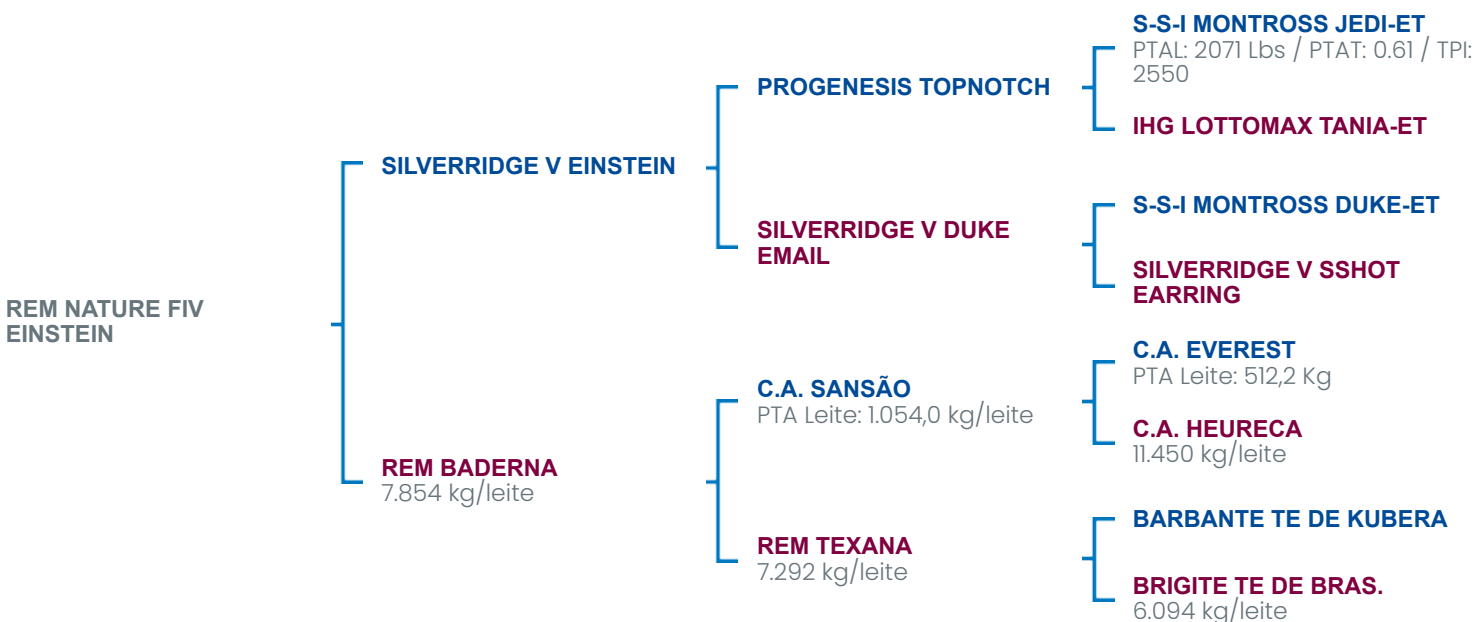 S-S-I MONTROSS JEDI-ET
PTAL: 2071 Lbs / PTAT: 0.61 / TPI:
2550
PROGENESIS TOPNOTCH
IHG LOTTOMAX TANIA-ET
SILVERRIDGE V EINSTEIN
S-S-I MONTROSS DUKE-ET
SILVERRIDGE V DUKE
EMAIL
SILVERRIDGE V SSHOT
EARRING
REM NATURE FIV
EINSTEIN
C.A. EVEREST
PTA Leite: 512,2 Kg
C.A. SANSÃO
PTA Leite: 1.054,0 kg/leite
C.A. HEURECA
11.450 kg/leite
REM BADERNA
7.854 kg/leite
BARBANTE TE DE KUBERA
REM TEXANA
7.292 kg/leite
BRIGITE TE DE BRAS.
6.094 kg/leite